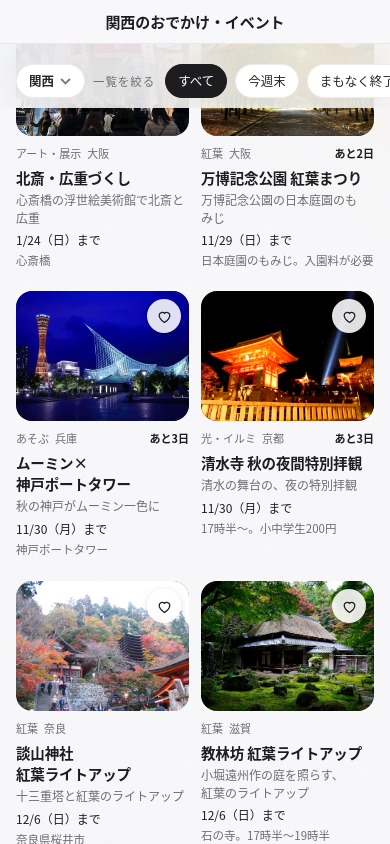 関西のおでかけ・イベント
関西
一覧を絞る
すべて
今週末
まもなく終了
アート・展示 大阪
北斎・広重づくし
心斎橋の浮世絵美術館で北斎と
広重
1/24（日）まで
心斎橋
紅葉 大阪
あと2日
万博記念公園 紅葉まつり
万博記念公園の日本庭園のも
みじ
11/29（日）まで
日本庭園のもみじ。入園料が必要
あそぶ 兵庫
あと3日
ムーミン×
神戸ポートタワー
秋の神戸がムーミン一色に
11/30（月）まで
神戸ポートタワー
光・イルミ 京都
あと3日
清水寺 秋の夜間特別拝観
清水の舞台の、夜の特別拝観
11/30（月）まで
17時半〜。小中学生200円
紅葉 奈良
談山神社
紅葉ライトアップ
十三重塔と紅葉のライトアップ
12/6（日）まで
奈良県桜井市
紅葉 滋賀
教林坊 紅葉ライトアップ
小堀遠州作の庭を照らす、
紅葉のライトアップ
12/6（日）まで
石の寺。17時半〜19時半